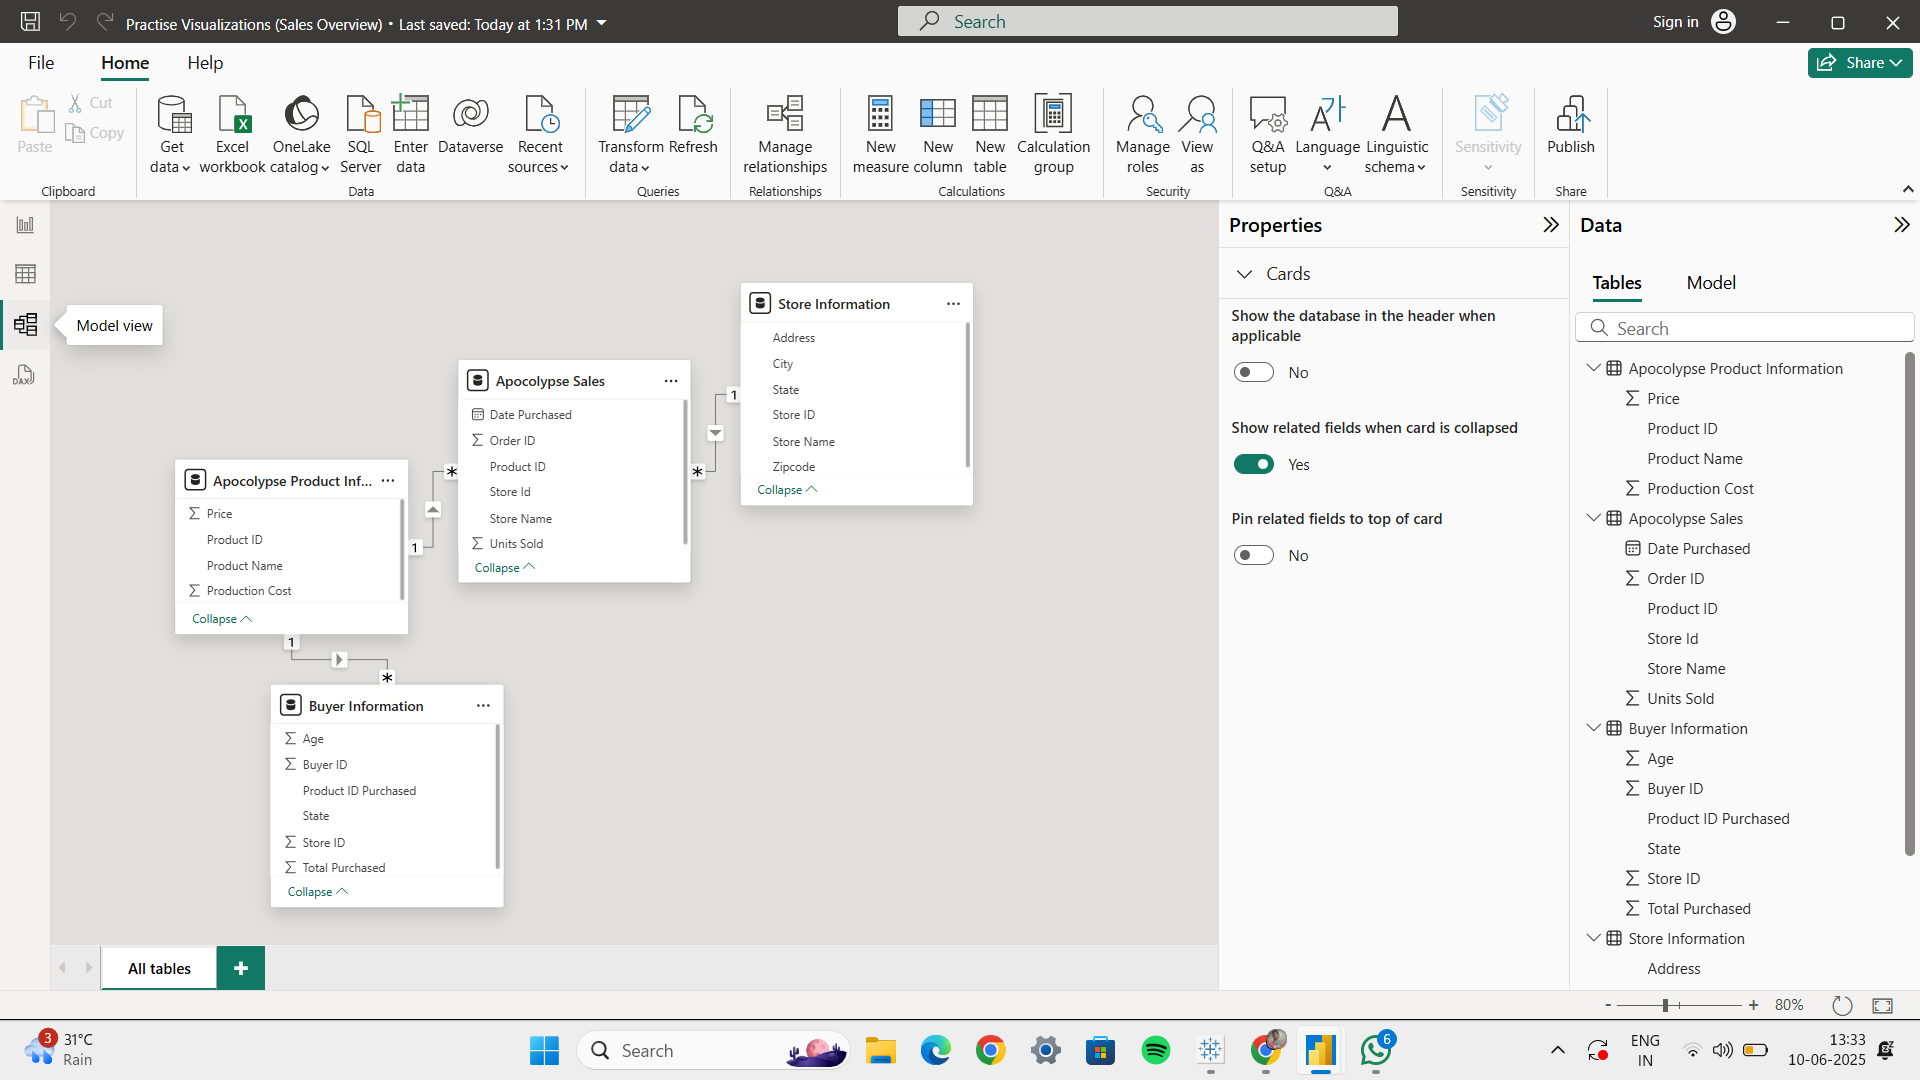 Practise Visualizations (Sales Overview) • Last saved: Today at 1:31 PM
Search
Sign in
File
Home
Help
Share
Paste
Cut
Copy
Clipboard
Get data
Excel workbook
OneLake catalog
SQL Server
Enter data
Dataverse
Recent sources
Data
Transform data
Refresh
Queries
Manage relationships
Relationships
New measure
New column
New table
Calculation group
Calculations
Manage roles
View as
Security
Q&A setup
Language
Linguistic schema
Q&A
Sensitivity
Sensitivity
Publish
Share
DAX
Model view
Store Information
Address
City
State
Store ID
Store Name
Zipcode
Collapse
1
*
Apocolypse Sales
Date Purchased
Order ID
Product ID
Store Id
Store Name
Units Sold
Collapse
*
1
Apocolypse Product Inf...
Price
Product ID
Product Name
Production Cost
Collapse
1
*
Buyer Information
Age
Buyer ID
Product ID Purchased
State
Store ID
Total Purchased
Collapse
All tables
Properties
Cards
Show the database in the header when
applicable
No
Show related fields when card is collapsed
Yes
Pin related fields to top of card
No
Data
Tables
Model
Search
Apocolypse Product Information
Price
Product ID
Product Name
Production Cost
Apocolypse Sales
Date Purchased
Order ID
Product ID
Store Id
Store Name
Units Sold
Buyer Information
Age
Buyer ID
Product ID Purchased
State
Store ID
Total Purchased
Store Information
Address
- + 80%
3
31°C
Rain
Search
6
ENG
IN
13:33
10-06-2025